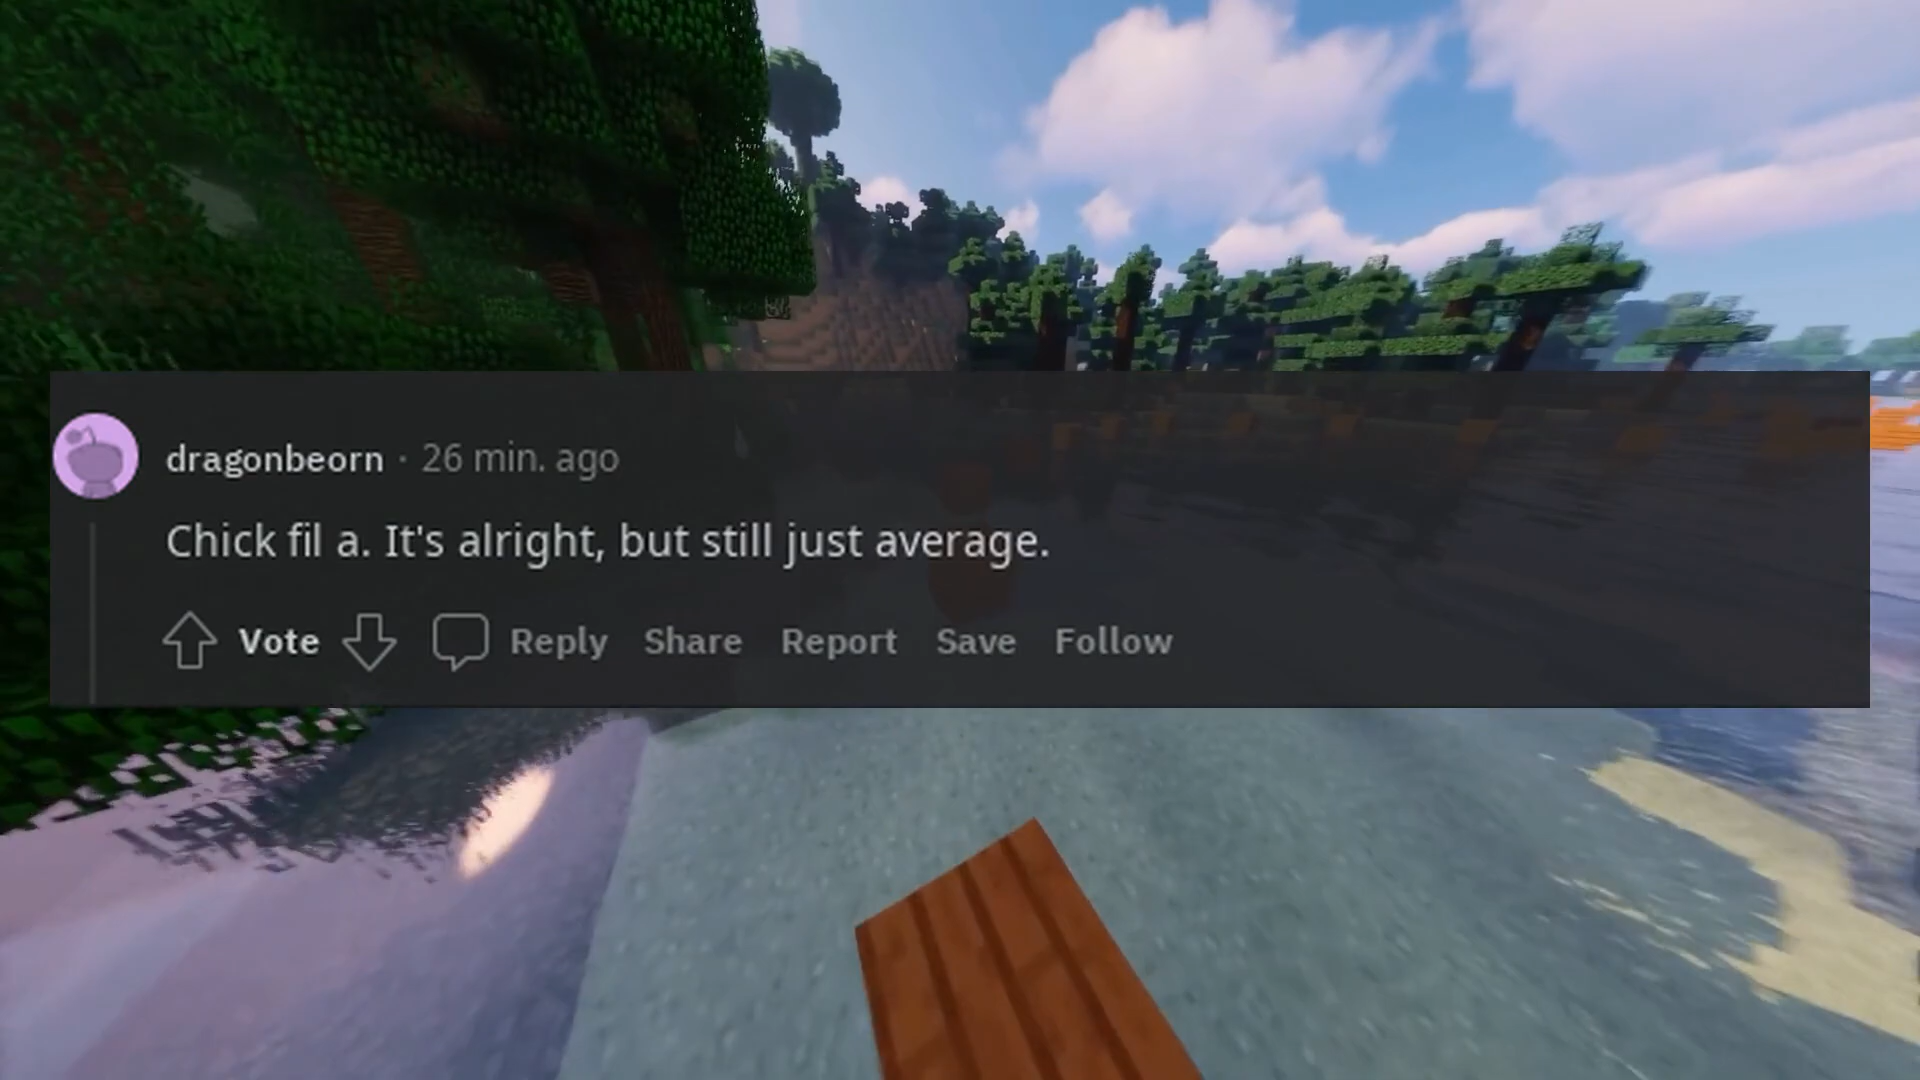 dragonbeorn · 26 min. ago
Chick fil a. It's alright, but still just average.
Vote Reply Share Report Save Follow